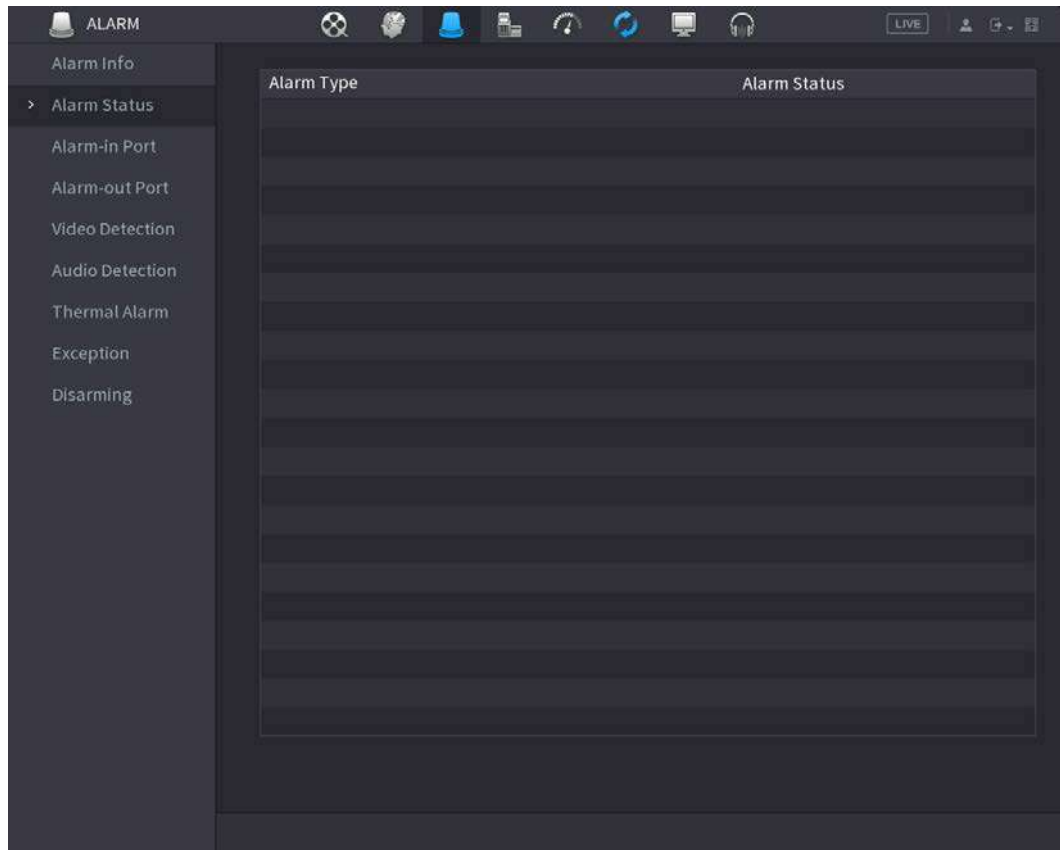 ALARM
LIVE
Alarm Info
Alarm Status
Alarm-in Port
Alarm-out Port
Video Detection
Audio Detection
Thermal Alarm
Exception
Disarming
Alarm Type Alarm Status